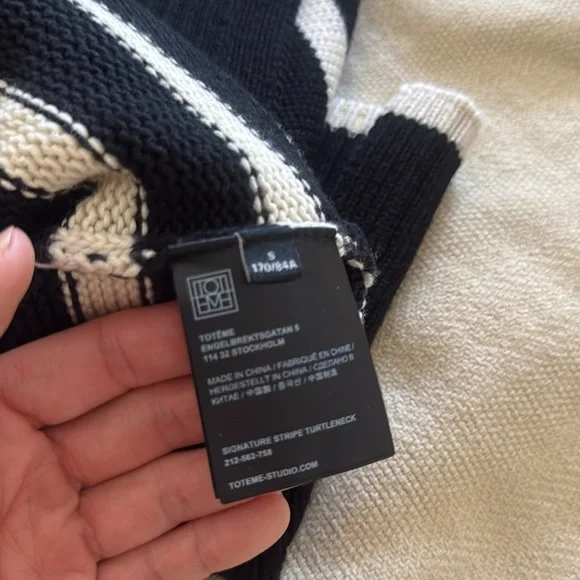 S
170/84A
TOT
EME
TOTÊME
ENGELBREKTSGATAN 5
114 32 STOCKHOLM
MADE IN CHINA / FABRIQUÉ EN CHINE /
HERGESTELLT IN CHINA / СДЕЛАНО В
КИТАЕ / 中国制造 / 중국산 / 中国製
SIGNATURE STRIPE TURTLENECK
212-562-758
TOTEME-STUDIO.COM